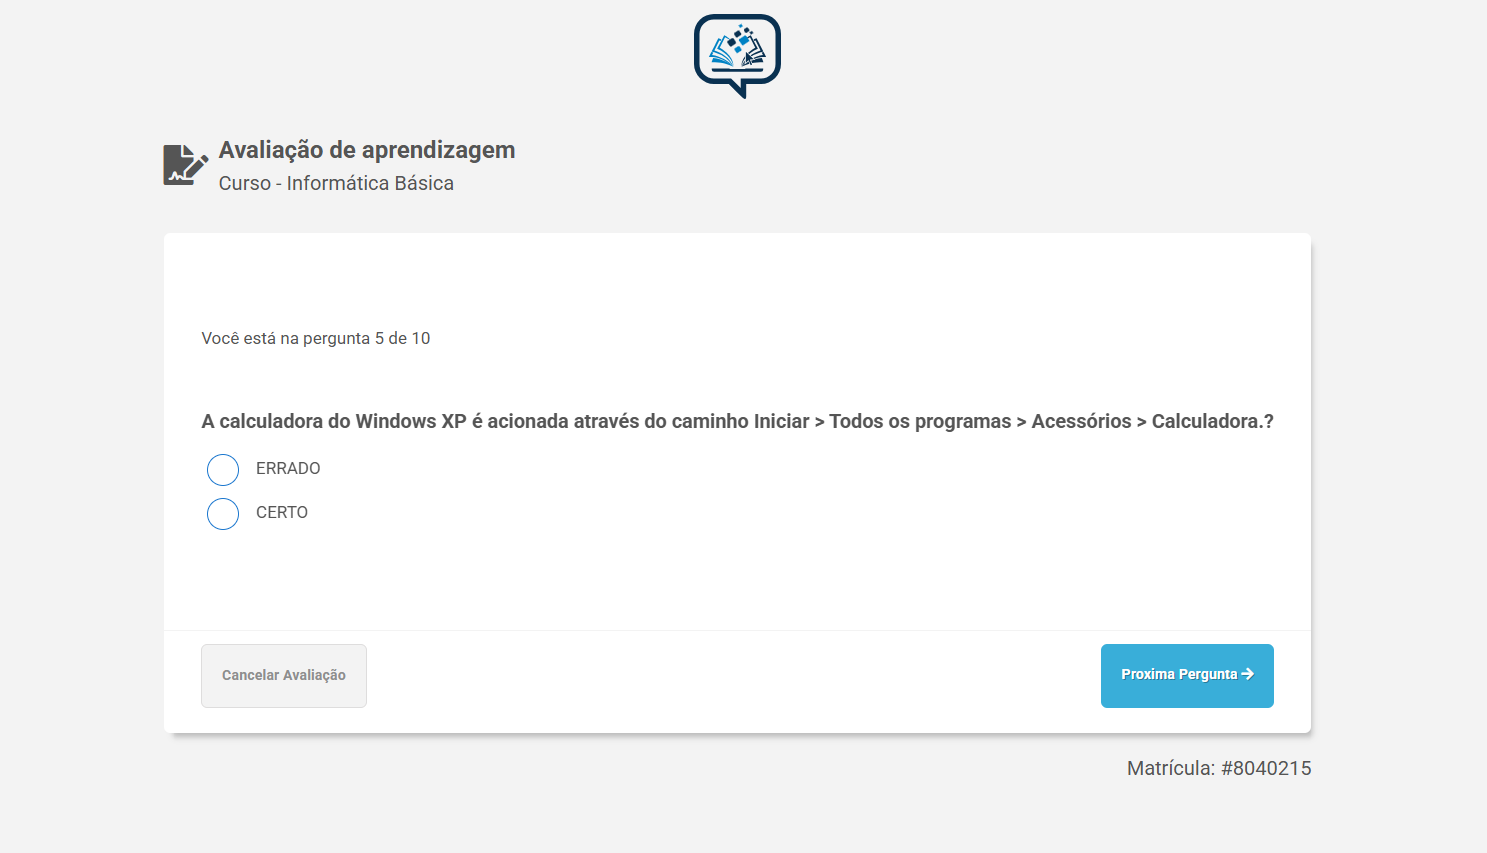 Avaliação de aprendizagem
Curso - Informática Básica
Você está na pergunta 5 de 10
A calculadora do Windows XP é acionada através do caminho Iniciar > Todos os programas > Acessórios > Calculadora.?
ERRADO
CERTO
Cancelar Avaliação
Proxima Pergunta
Matrícula: #8040215